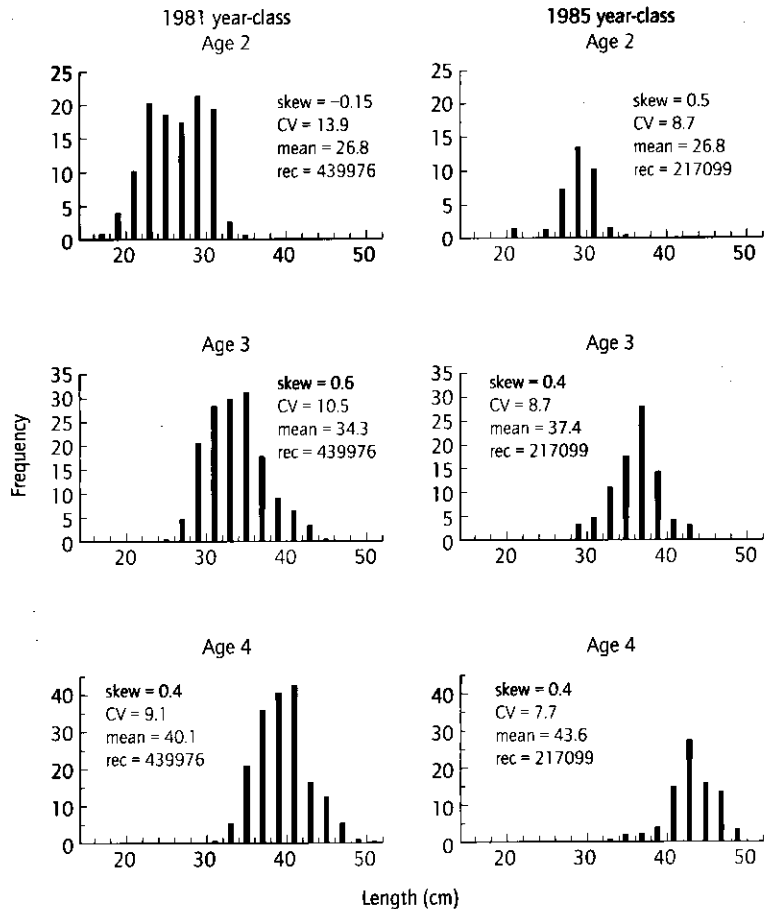 1981 year-class
Age 2
25
20
15
10
5
0
20
30
40
50
skew = −0.15
CV = 13.9
mean = 26.8
rec = 439976
1985 year-class
Age 2
25
20
15
10
5
0
20
30
40
50
skew = 0.5
CV = 8.7
mean = 26.8
rec = 217099
Frequency
Age 3
35
30
25
20
15
10
5
0
20
30
40
50
skew = 0.6
CV = 10.5
mean = 34.3
rec = 439976
Age 3
35
30
25
20
15
10
5
0
20
30
40
50
skew = 0.4
CV = 8.7
mean = 37.4
rec = 217099
Age 4
40
30
20
10
0
20
30
40
50
skew = 0.4
CV = 9.1
mean = 40.1
rec = 439976
Age 4
40
30
20
10
0
20
30
40
50
skew = 0.4
CV = 7.7
mean = 43.6
rec = 217099
Length (cm)